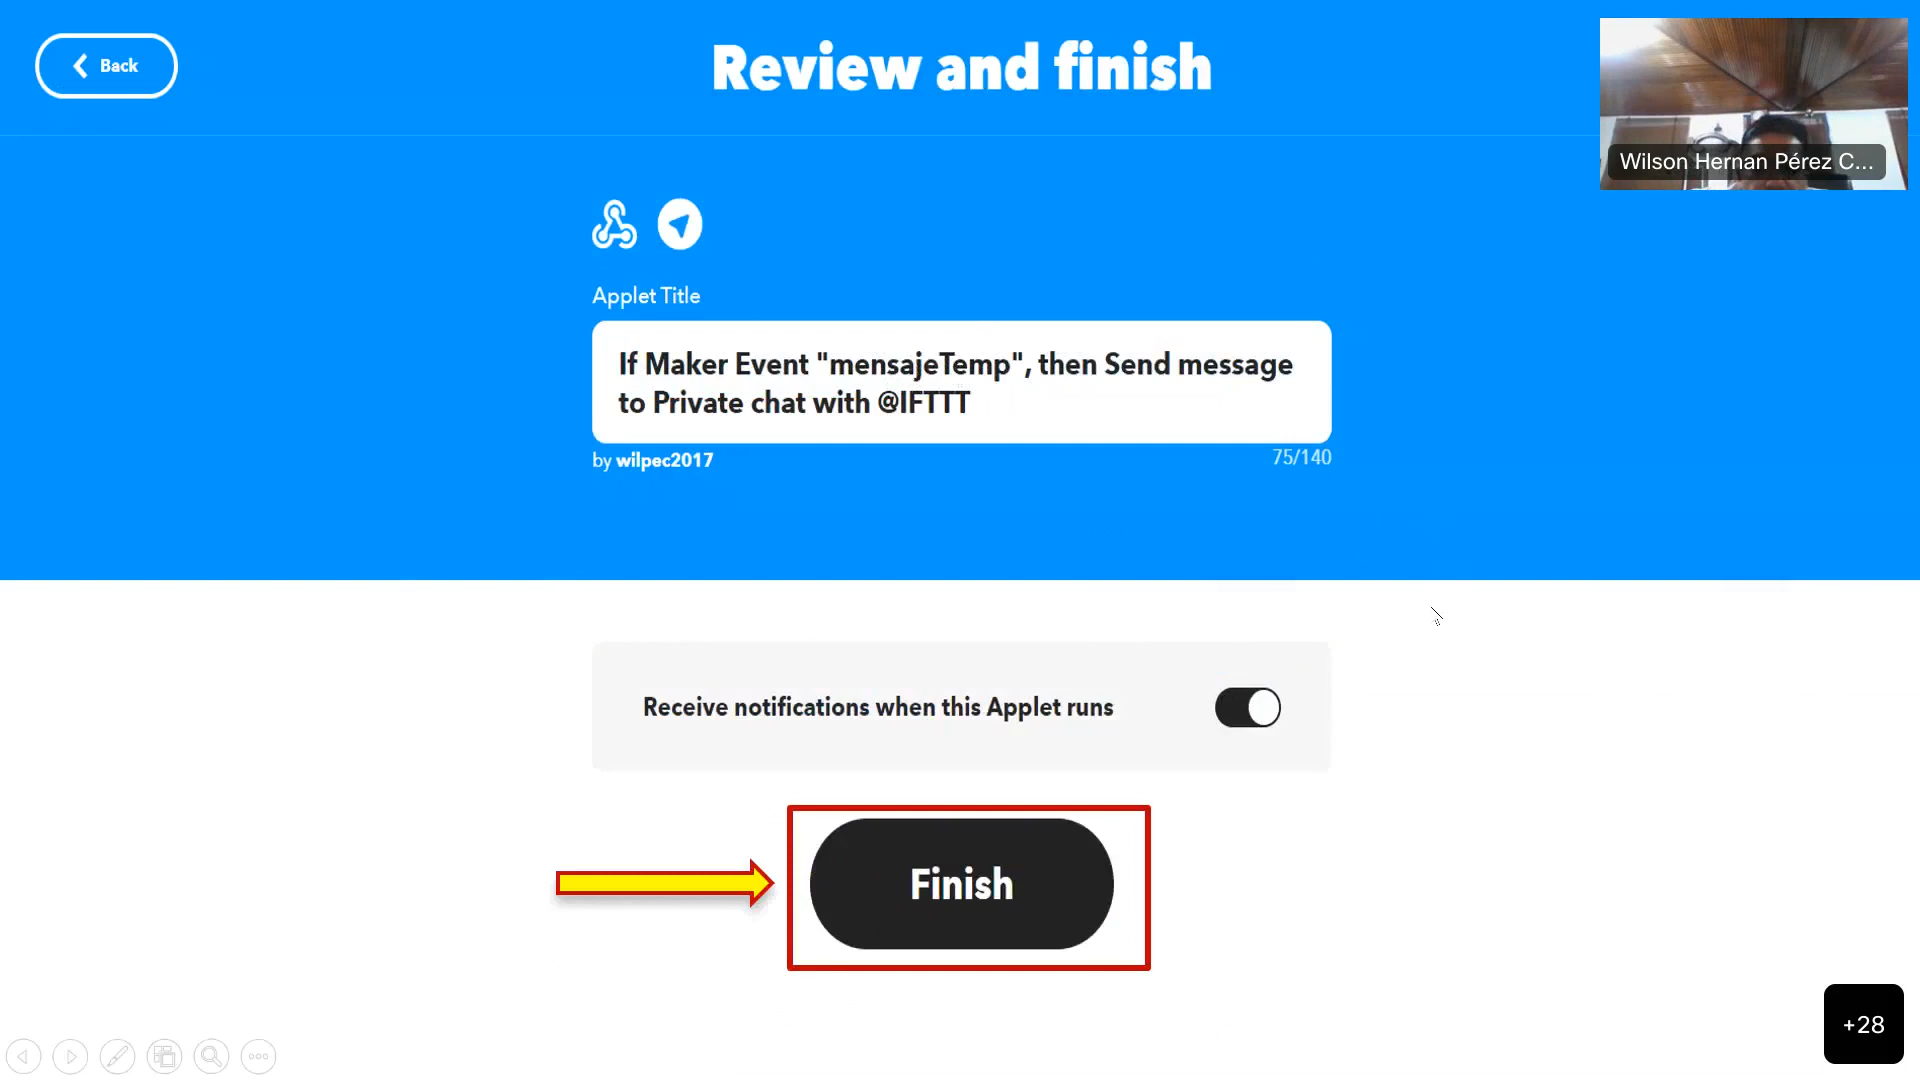 Back
Review and finish
Wilson Hernan Pérez C...
Applet Title
If Maker Event "mensajeTemp", then Send message
to Private chat with @IFTTT
by wilpec2017
75/140
Receive notifications when this Applet runs
Finish
+28